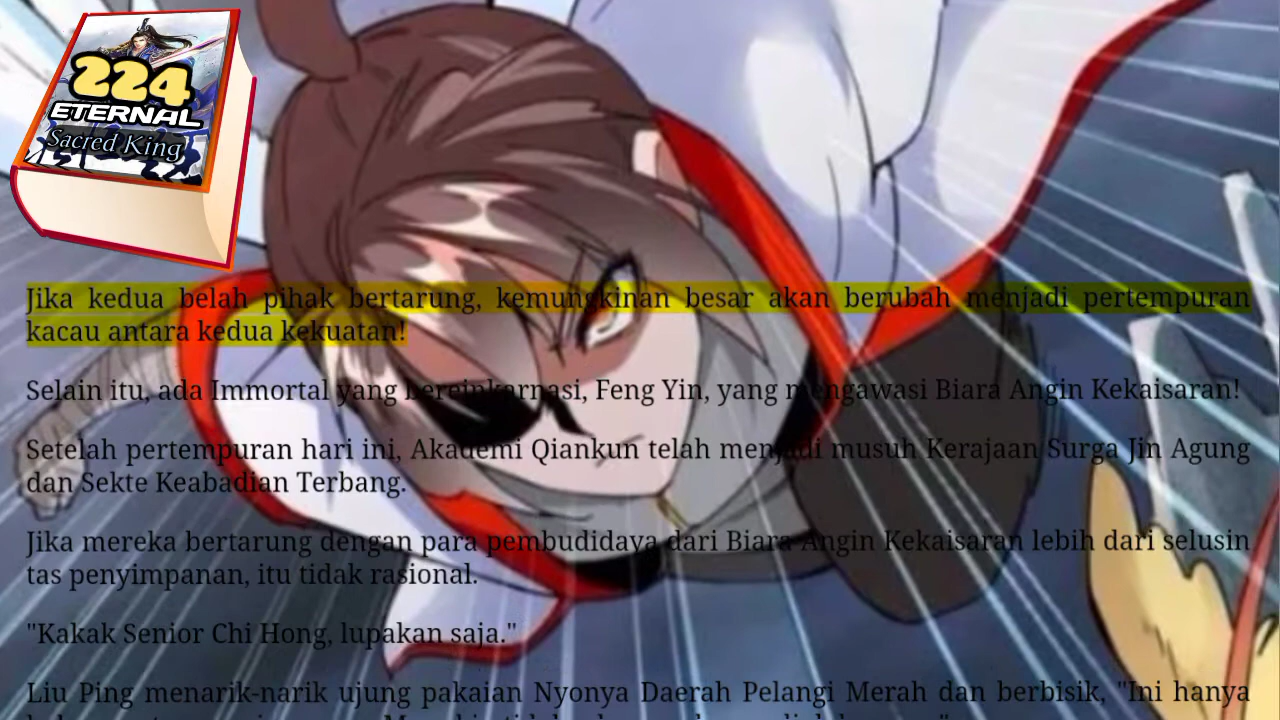 224
ETERNAL
Sacred King
Jika kedua belah pihak bertarung, kemungkinan besar akan berubah menjadi pertempuran
kacau antara kedua kekuatan!
Selain itu, ada Immortal yang bereinkarnasi, Feng Yin, yang mengawasi Biara Angin Kekaisaran!
Setelah pertempuran hari ini, Akademi Qiankun telah menjadi musuh Kerajaan Surga Jin Agung
dan Sekte Keabadian Terbang.
Jika mereka bertarung dengan para pembudidaya dari Biara Angin Kekaisaran lebih dari selusin
tas penyimpanan, itu tidak rasional.
"Kakak Senior Chi Hong, lupakan saja."
Liu Ping menarik-narik ujung pakaian Nyonya Daerah Pelangi Merah dan berbisik, "Ini hanya